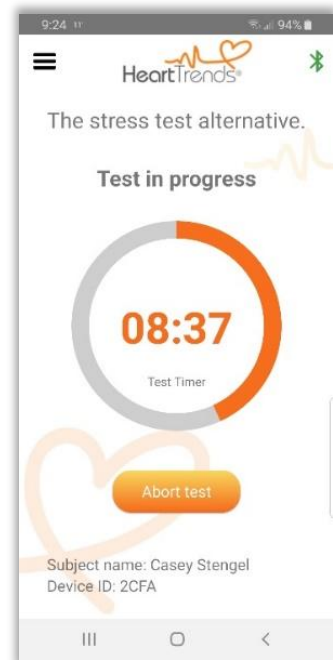 9:24
94%
HeartTrends®
The stress test alternative.
Test in progress
08:37
Test Timer
Abort test
Subject name: Casey Stengel
Device ID: 2CFA